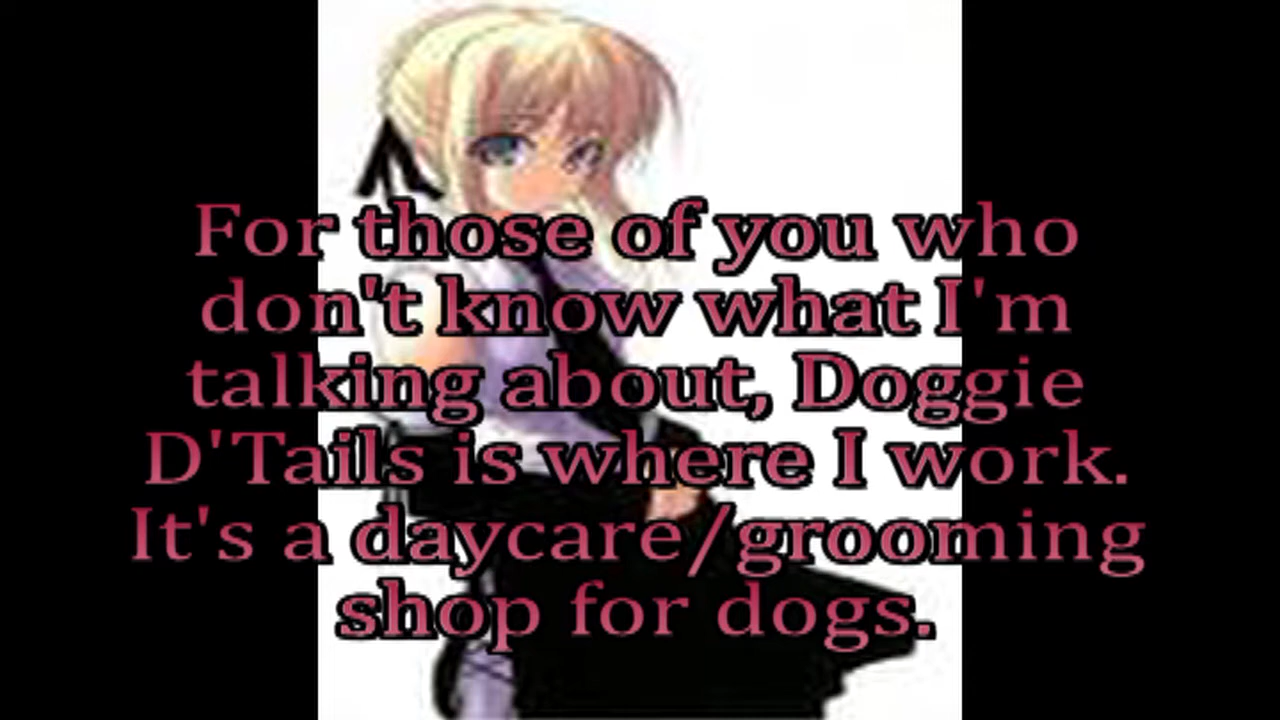 For those of you who
don't know what I'm
talking about, Doggie
D'Tails is where I work.
It's a daycare/grooming
shop for dogs.